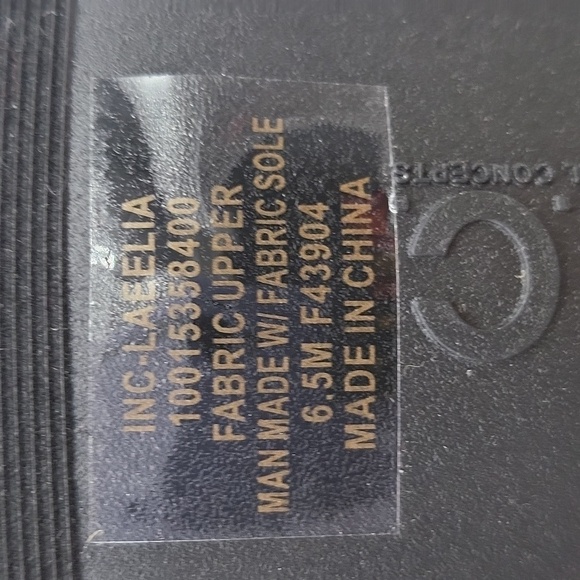 INC-LAEELIA
10015358400
FABRIC UPPER
MAN MADE W/ FABRIC SOLE
6.5M F43904
MADE IN CHINA
CONCEPTS